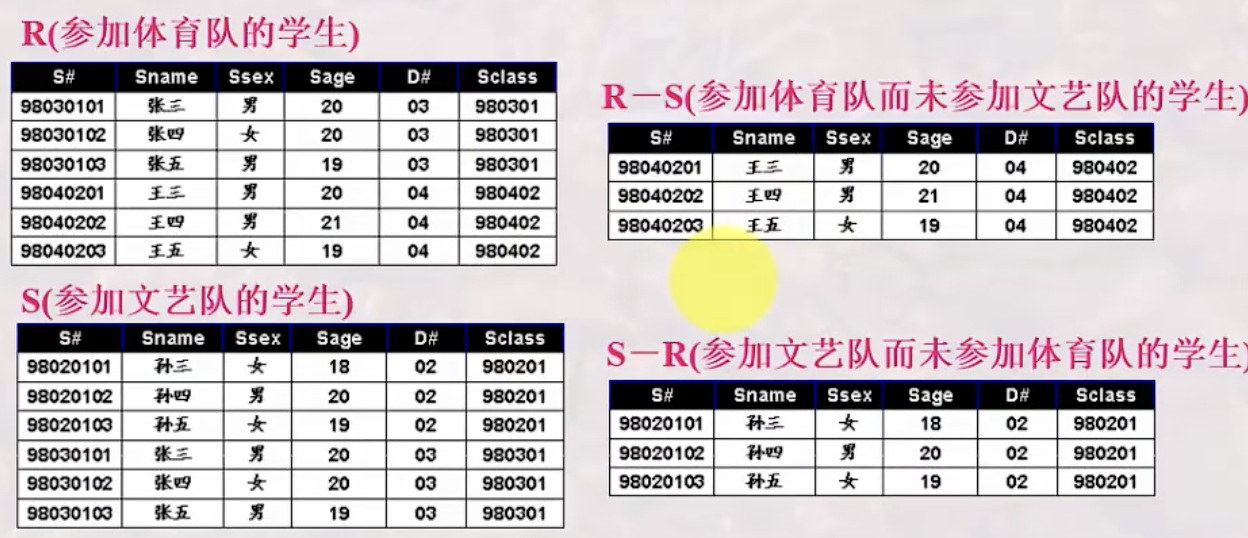 R(参加体育队的学生)
S# Sname Ssex Sage D# Sclass
98030101 张三 男 20 03 980301
98030102 张四 女 20 03 980301
98030103 张五 男 19 03 980301
98040201 王三 男 20 04 980402
98040202 王四 男 21 04 980402
98040203 王五 女 19 04 980402
S(参加文艺队的学生)
S# Sname Ssex Sage D# Sclass
98020101 孙三 女 18 02 980201
98020102 孙四 男 20 02 980201
98020103 孙五 女 19 02 980201
98030101 张三 男 20 03 980301
98030102 张四 女 20 03 980301
98030103 张五 男 19 03 980301
R－S(参加体育队而未参加文艺队的学生)
S# Sname Ssex Sage D# Sclass
98040201 王三 男 20 04 980402
98040202 王四 男 21 04 980402
98040203 王五 女 19 04 980402
S－R(参加文艺队而未参加体育队的学生)
S# Sname Ssex Sage D# Sclass
98020101 孙三 女 18 02 980201
98020102 孙四 男 20 02 980201
98020103 孙五 女 19 02 980201